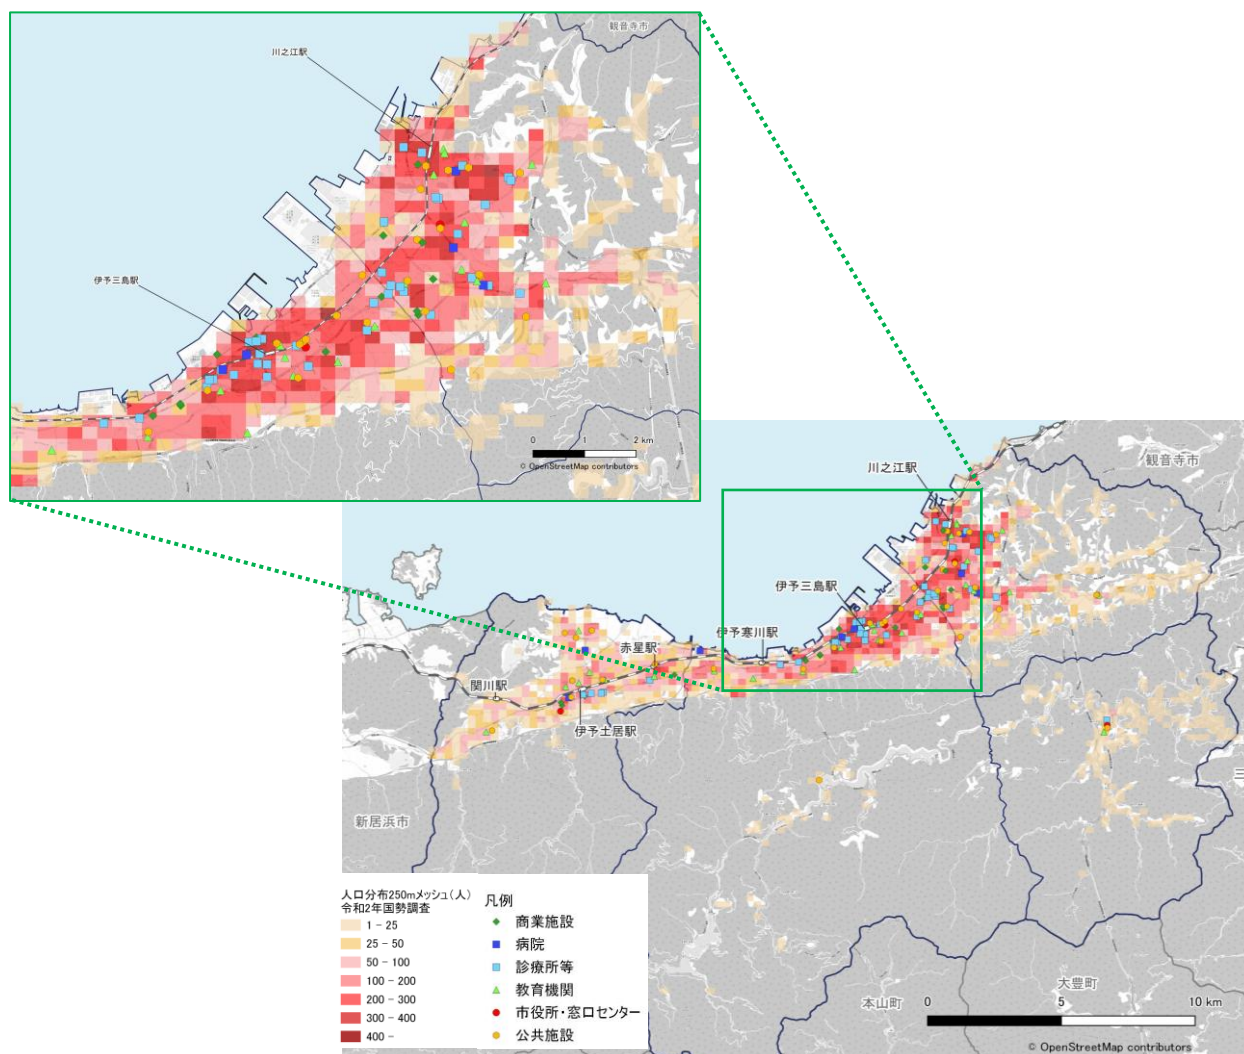 観音寺市
川之江駅
伊予三島駅
0 1 2 km
© OpenStreetMap contributors
観音寺市
川之江駅
伊予三島駅
伊予寒川駅
赤星駅
関川駅
伊予土居駅
新居浜市
三
人口分布250mメッシュ(人)
令和2年国勢調査
1 - 25
25 - 50
50 - 100
100 - 200
200 - 300
300 - 400
400 -
凡例
商業施設
病院
診療所等
教育機関
市役所・窓口センター
公共施設
大豊町
本山町
0 5 10 km
© OpenStreetMap contributors